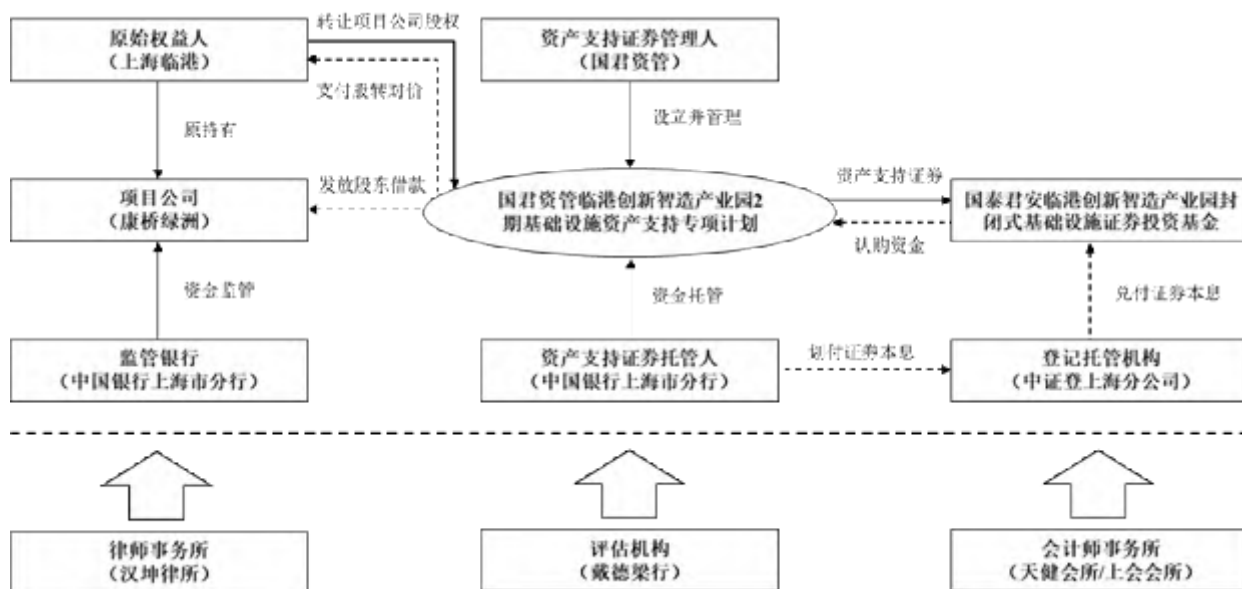 原始权益人
（上海临港）
转让项目公司股权
支付股转对价
资产支持证券管理人
（国君资管）
原持有
设立并管理
项目公司
（康桥绿洲）
发放股东借款
国君资管临港创新智造产业园2
期基础设施资产支持专项计划
资产支持证券
认购资金
国泰君安临港创新智造产业园封
闭式基础设施证券投资基金
资金监管
资金托管
兑付证券本息
监管银行
（中国银行上海市分行）
资产支持证券托管人
（中国银行上海市分行）
划付证券本息
登记托管机构
（中证登上海分公司）
律师事务所
（汉坤律所）
评估机构
（戴德梁行）
会计师事务所
（天健会所/上会会所）